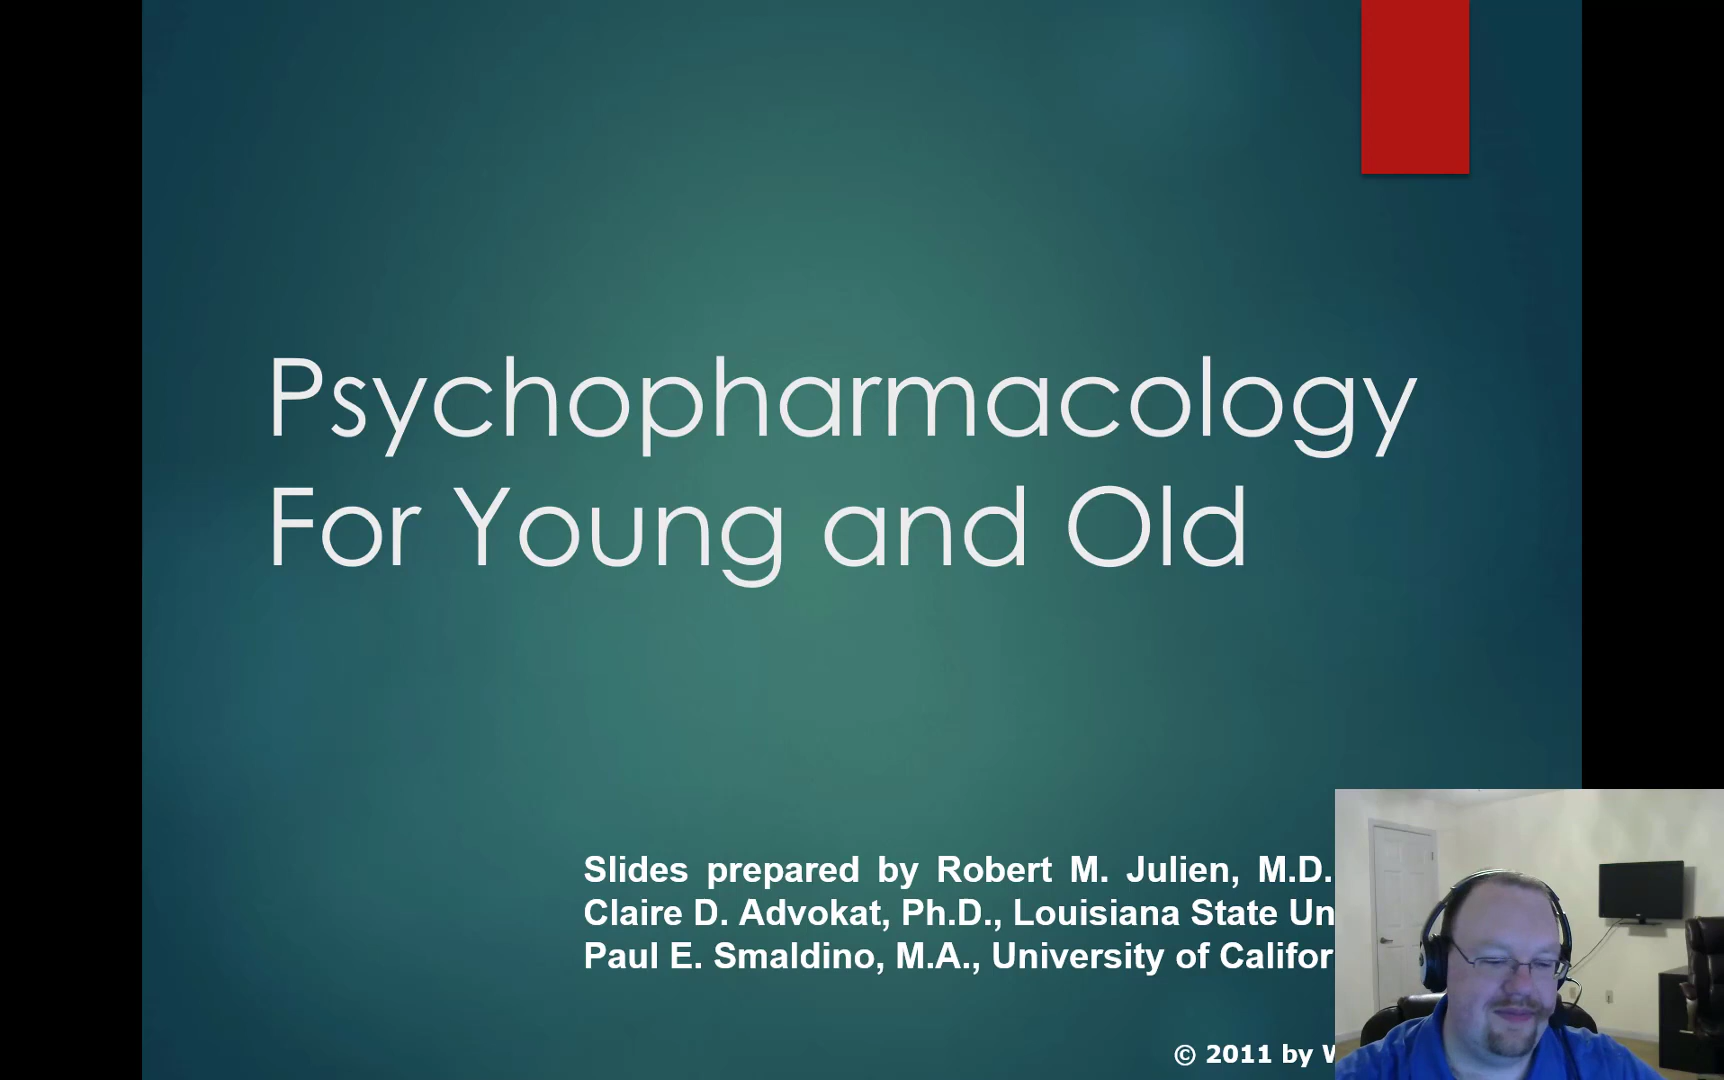 Psychopharmacology
For Young and Old
Slides prepared by Robert M. Julien, M.D.
Claire D. Advokat, Ph.D., Louisiana State Un
Paul E. Smaldino, M.A., University of Califor
© 2011 by W